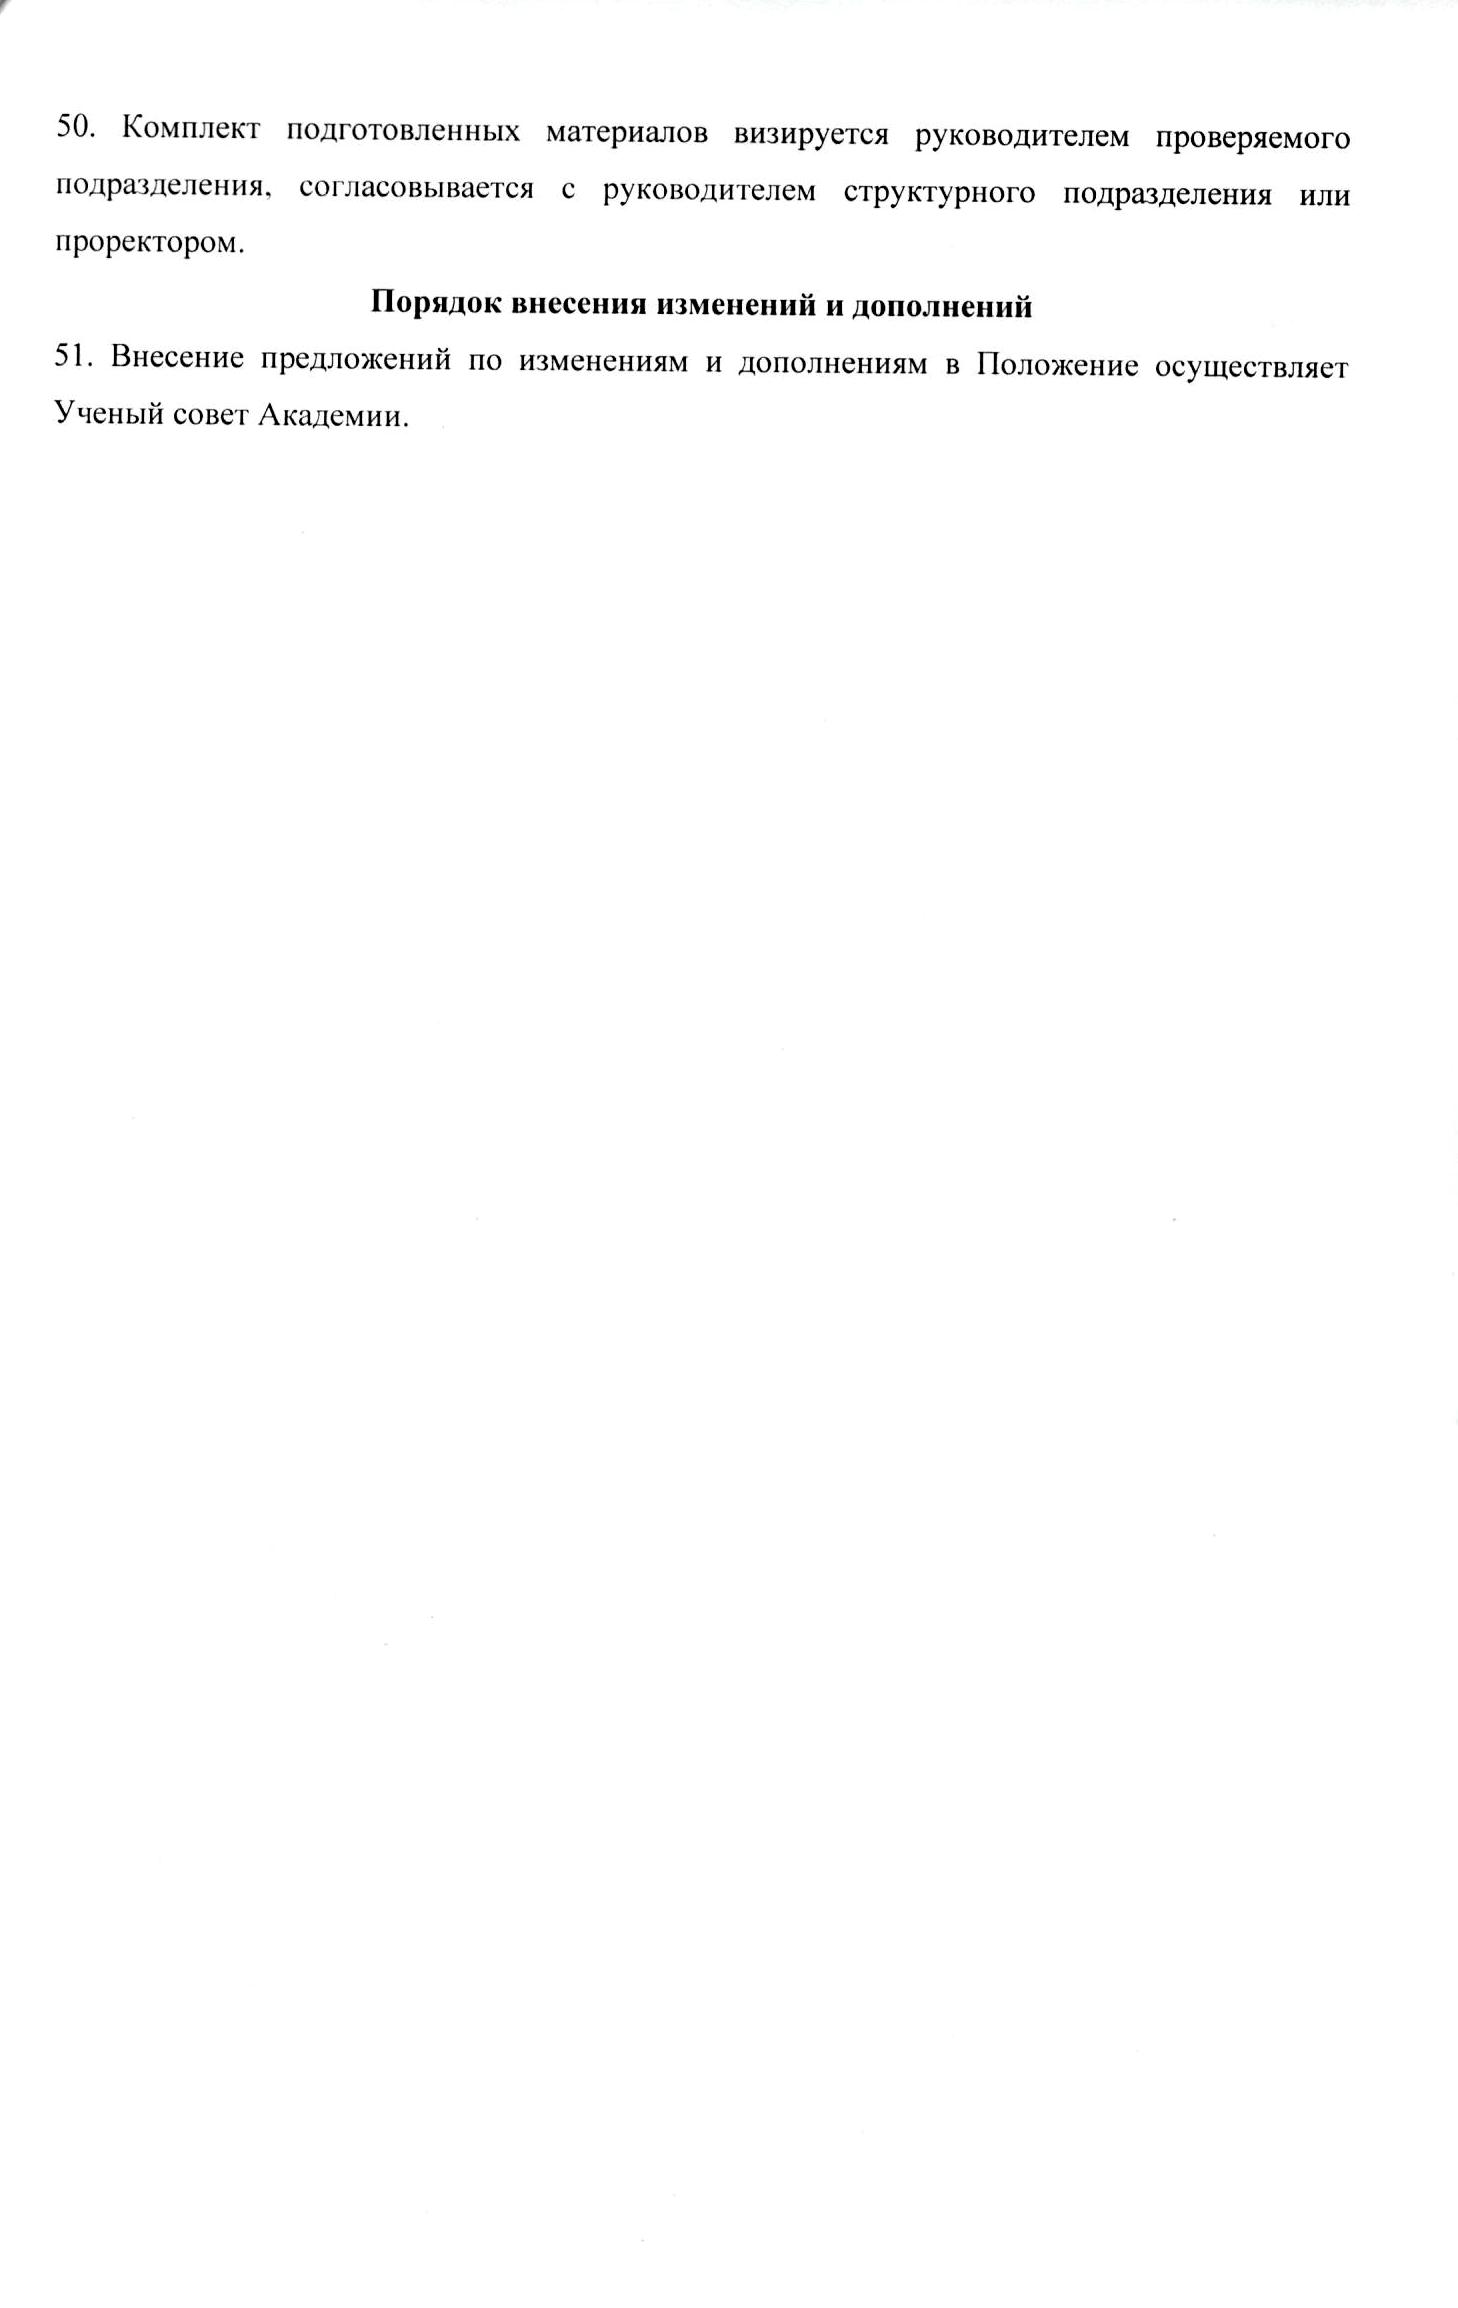 50. Комплект подготовленных материалов визируется руководителем проверяемого
подразделения, согласовывается с руководителем структурного подразделения или
проректором.
Порядок внесения изменений и дополнений
51. Внесение предложений по изменениям и дополнениям в Положение осуществляет
Ученый совет Академии.